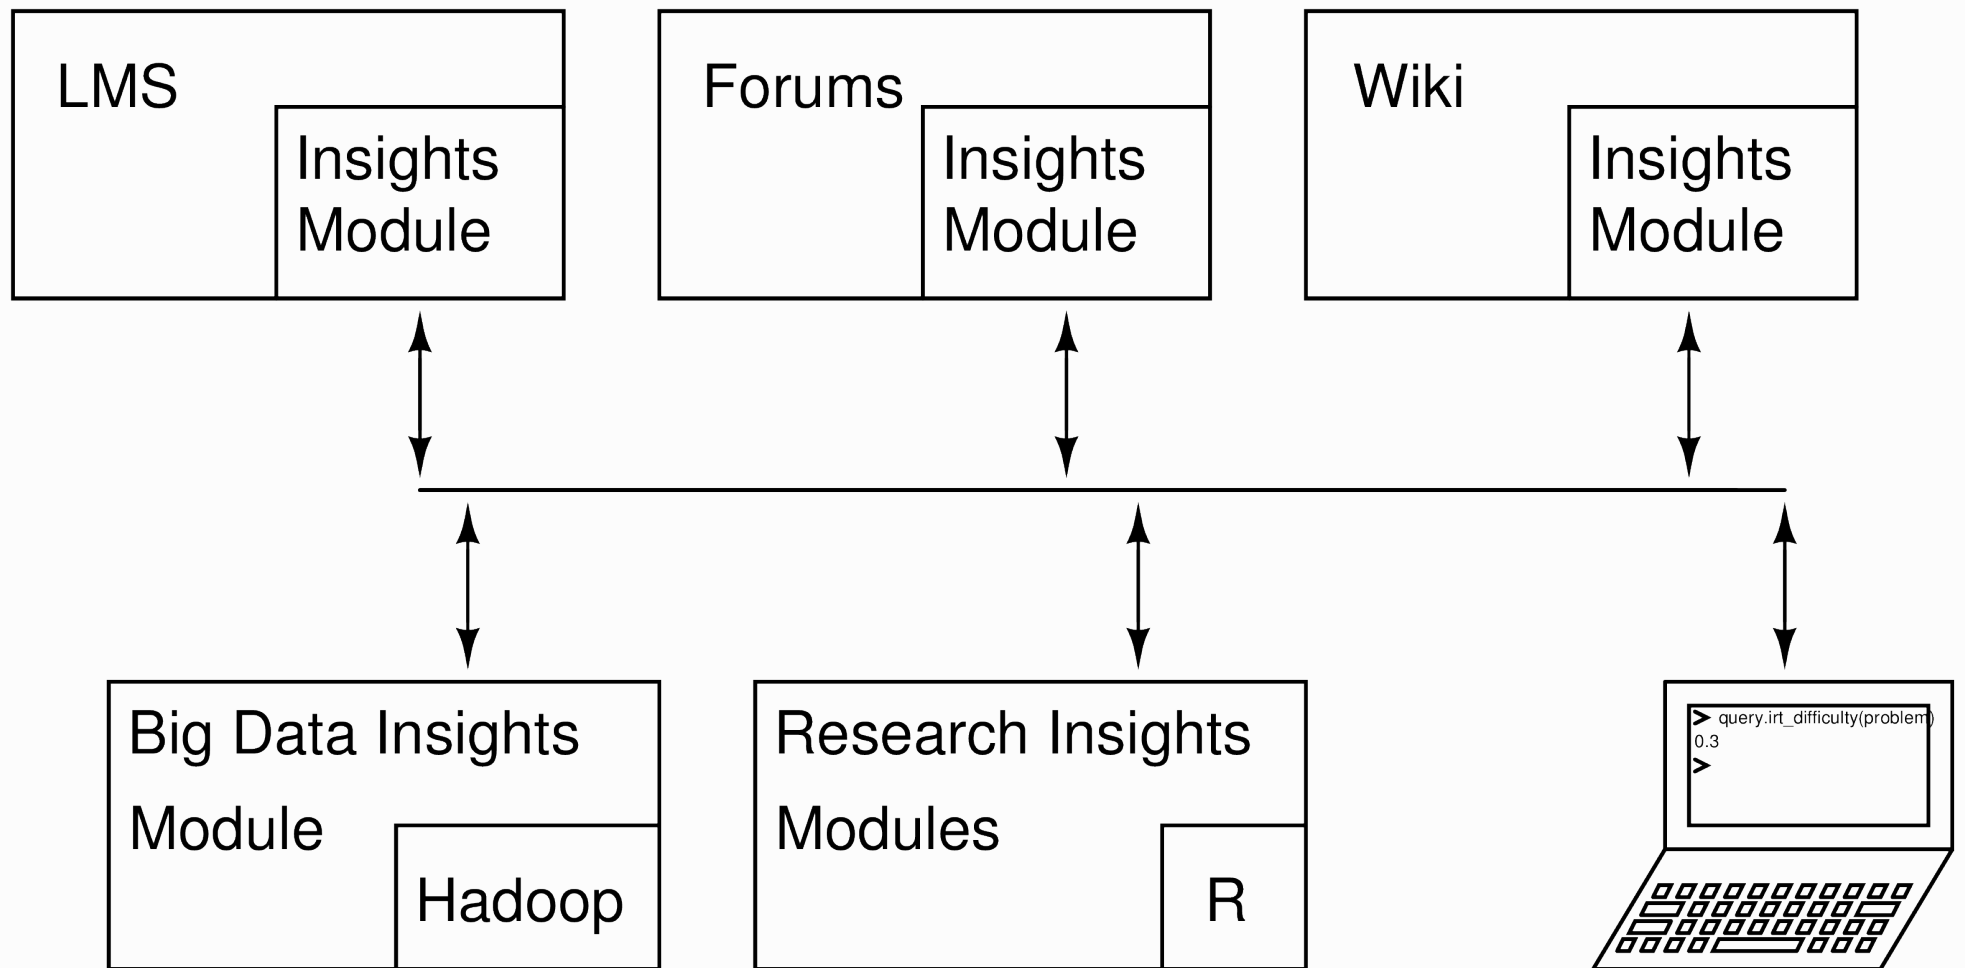 LMS
Insights
Module
Forums
Insights
Module
Wiki
Insights
Module
Big Data Insights
Module
Hadoop
Research Insights
Modules
R
> query.irt_difficulty(problem)
0.3
>